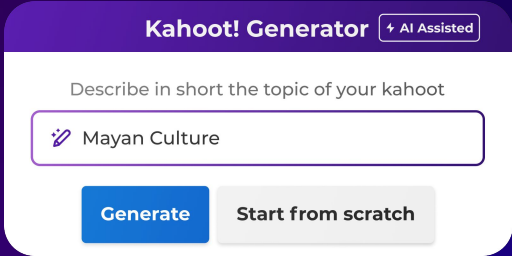 Kahoot! Generator
AI Assisted
Describe in short the topic of your kahoot
Mayan Culture
Generate
Start from scratch